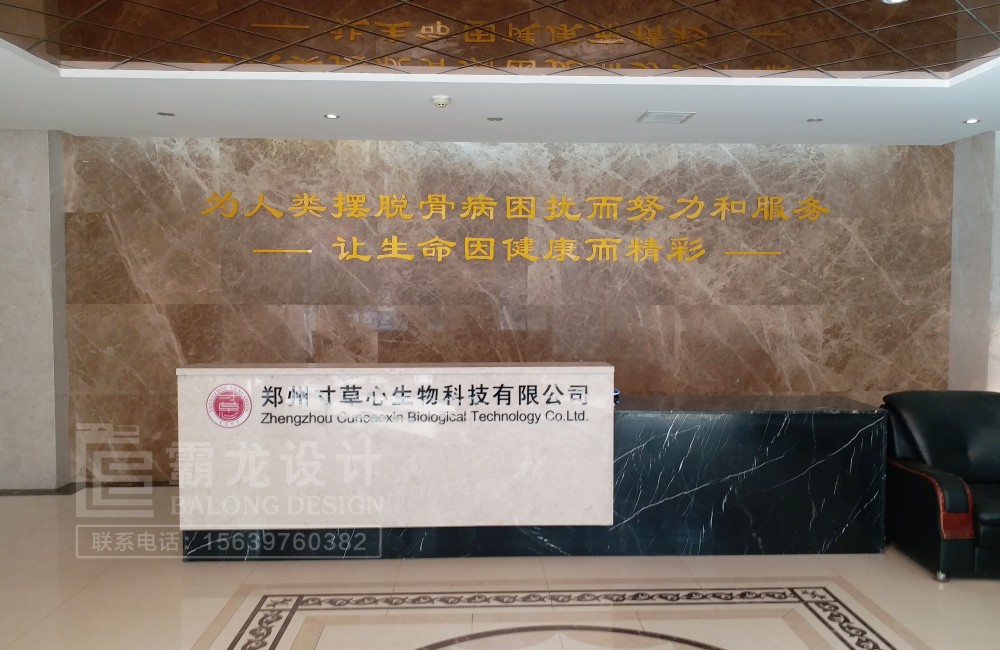 为人类摆脱骨病困扰而努力和服务
—— 让生命因健康而精彩 ——
郑州寸草心生物科技有限公司
Zhengzhou Cuncaoxin Biological Technology Co.Ltd.
霸龙设计
BALONG DESIGN
联系电话：15639760382